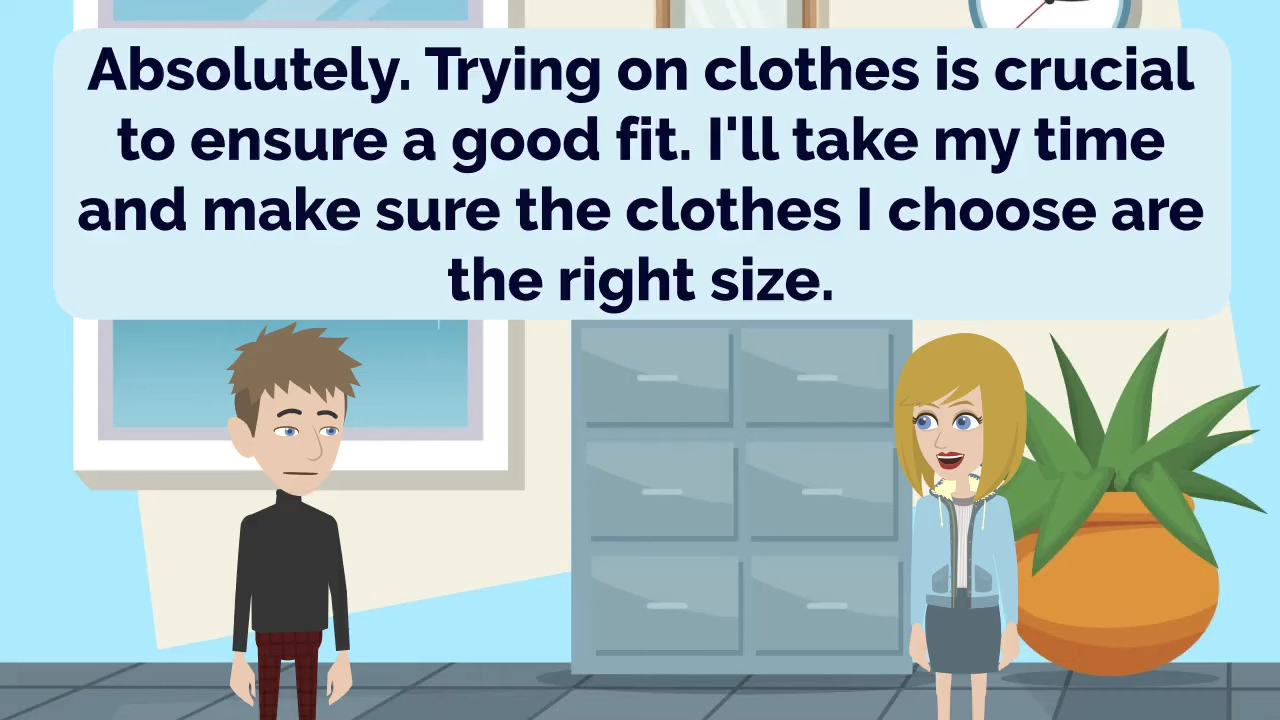 Absolutely. Trying on clothes is crucial
to ensure a good fit. I'll take my time
and make sure the clothes I choose are
the right size.